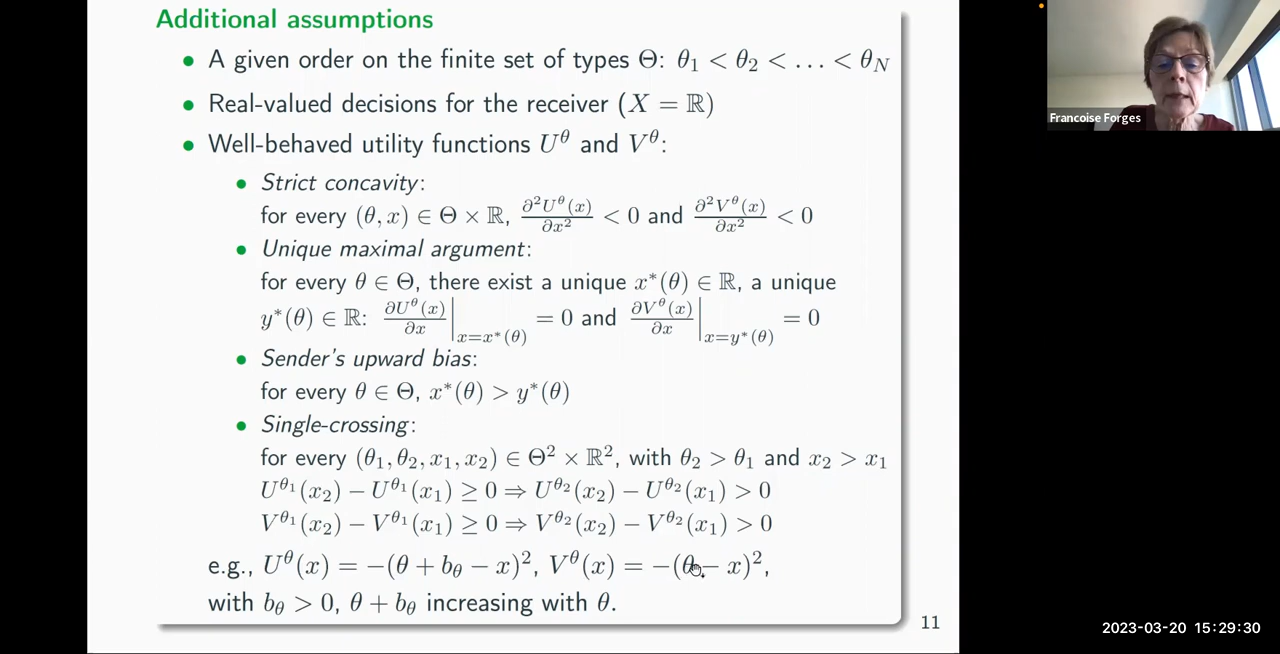 Additional assumptions
• A given order on the finite set of types Θ: θ₁ < θ₂ < … < θ_N
• Real-valued decisions for the receiver (X = ℝ)
• Well-behaved utility functions U^θ and V^θ:
• Strict concavity:
for every (θ, x) ∈ Θ × ℝ, ∂²U^θ(x)/∂x² < 0 and ∂²V^θ(x)/∂x² < 0
• Unique maximal argument:
for every θ ∈ Θ, there exist a unique x*(θ) ∈ ℝ, a unique
y*(θ) ∈ ℝ: ∂U^θ(x)/∂x |_{x=x*(θ)} = 0 and ∂V^θ(x)/∂x |_{x=y*(θ)} = 0
• Sender's upward bias:
for every θ ∈ Θ, x*(θ) > y*(θ)
• Single-crossing:
for every (θ₁, θ₂, x₁, x₂) ∈ Θ² × ℝ², with θ₂ > θ₁ and x₂ > x₁
U^θ₁(x₂) − U^θ₁(x₁) ≥ 0 ⇒ U^θ₂(x₂) − U^θ₂(x₁) > 0
V^θ₁(x₂) − V^θ₁(x₁) ≥ 0 ⇒ V^θ₂(x₂) − V^θ₂(x₁) > 0
e.g., U^θ(x) = −(θ + b_θ − x)², V^θ(x) = −(θ − x)²,
with b_θ > 0, θ + b_θ increasing with θ.
11
Francoise Forges
2023-03-20 15:29:30